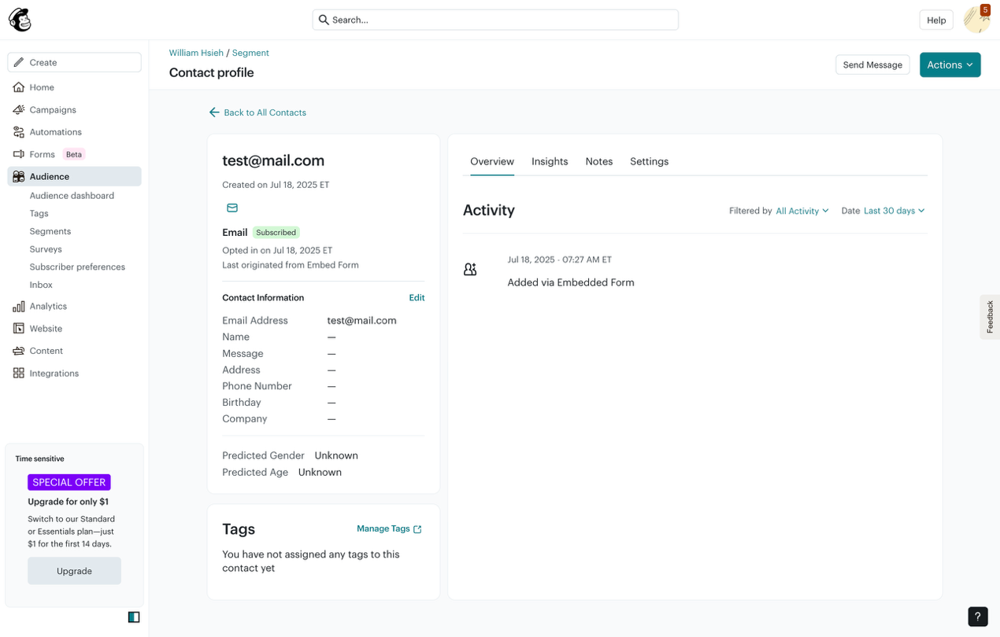 Search...
Help
5
Create
Home
Campaigns
Automations
Forms Beta
Audience
Audience dashboard
Tags
Segments
Surveys
Subscriber preferences
Inbox
Analytics
Website
Content
Integrations
Time sensitive
SPECIAL OFFER
Upgrade for only $1
Switch to our Standard
or Essentials plan—just
$1 for the first 14 days.
Upgrade
William Hsieh / Segment
Contact profile
Send Message
Actions
Back to All Contacts
test@mail.com
Created on Jul 18, 2025 ET
Email Subscribed
Opted in on Jul 18, 2025 ET
Last originated from Embed Form
Contact Information Edit
Email Address test@mail.com
Name —
Message —
Address —
Phone Number —
Birthday —
Company —
Predicted Gender Unknown
Predicted Age Unknown
Tags Manage Tags
You have not assigned any tags to this
contact yet
Overview Insights Notes Settings
Activity Filtered by All Activity Date Last 30 days
Jul 18, 2025 - 07:27 AM ET
Added via Embedded Form
Feedback
?